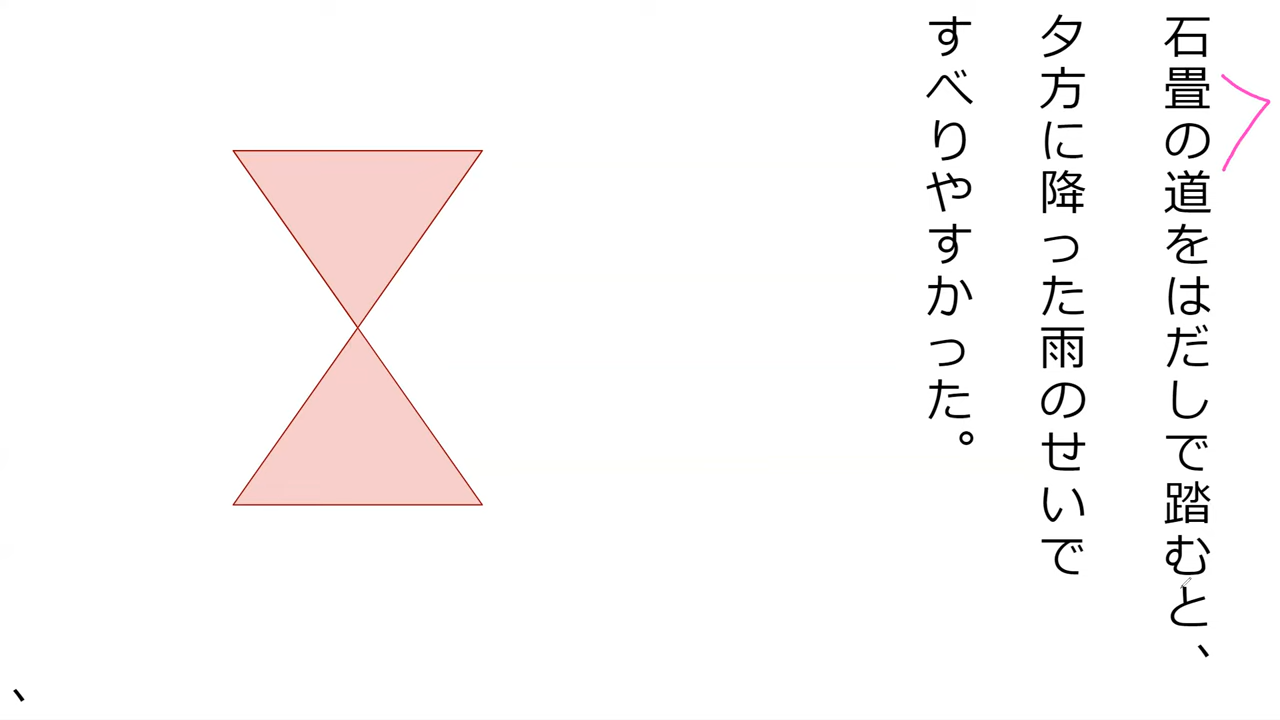 石畳の道をはだしで踏むと、
夕方に降った雨のせいで
すべりやすかった。
、